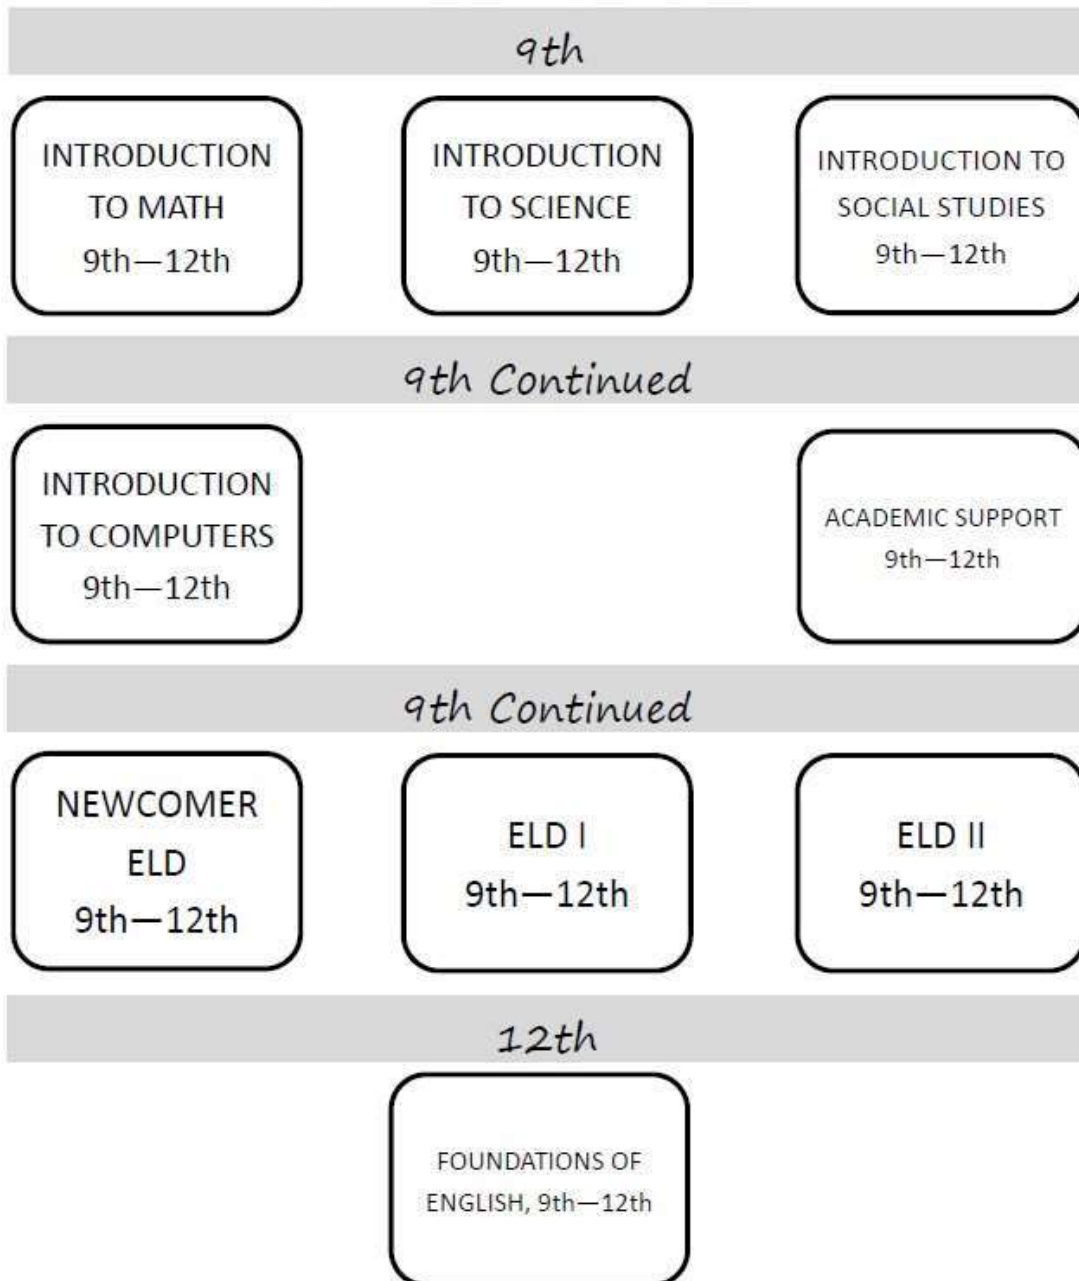 9th
INTRODUCTION
TO MATH
9th—12th
INTRODUCTION
TO SCIENCE
9th—12th
INTRODUCTION TO
SOCIAL STUDIES
9th—12th
9th Continued
INTRODUCTION
TO COMPUTERS
9th—12th
ACADEMIC SUPPORT
9th—12th
9th Continued
NEWCOMER
ELD
9th—12th
ELD I
9th—12th
ELD II
9th—12th
12th
FOUNDATIONS OF
ENGLISH, 9th—12th